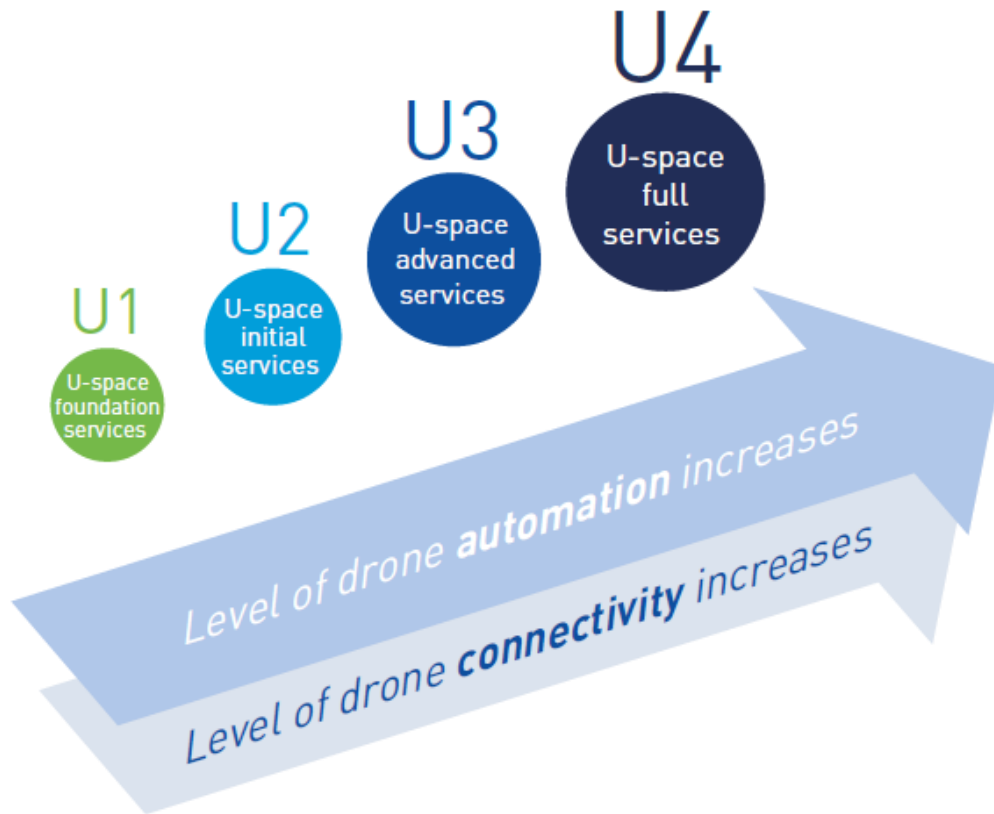 U1
U-space
foundation
services
U2
U-space
initial
services
U3
U-space
advanced
services
U4
U-space
full
services
Level of drone automation increases
Level of drone connectivity increases